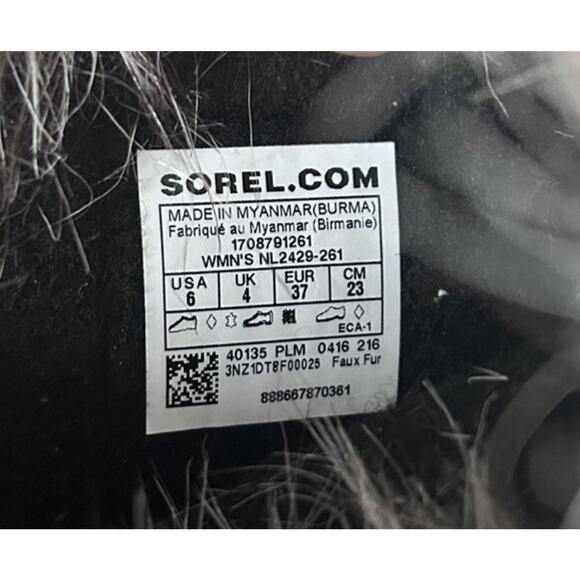 SOREL.COM
MADE IN MYANMAR(BURMA)
Fabriqué au Myanmar (Birmanie)
1708791261
WMN'S NL2429-261
USA UK EUR CM
6 4 37 23
ECA-1
40135 PLM 0416 216
3NZ1DT8F00025 Faux Fur
888667870361